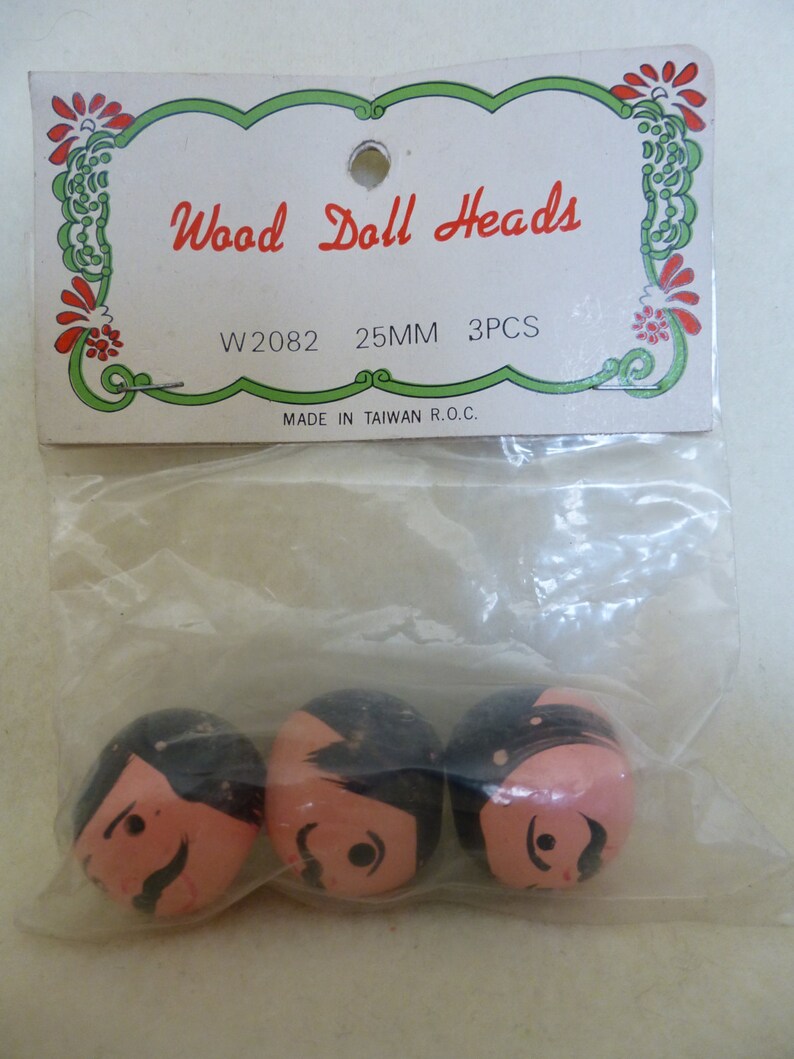 Wood Doll Heads
W2082 25MM 3PCS
MADE IN TAIWAN R.O.C.